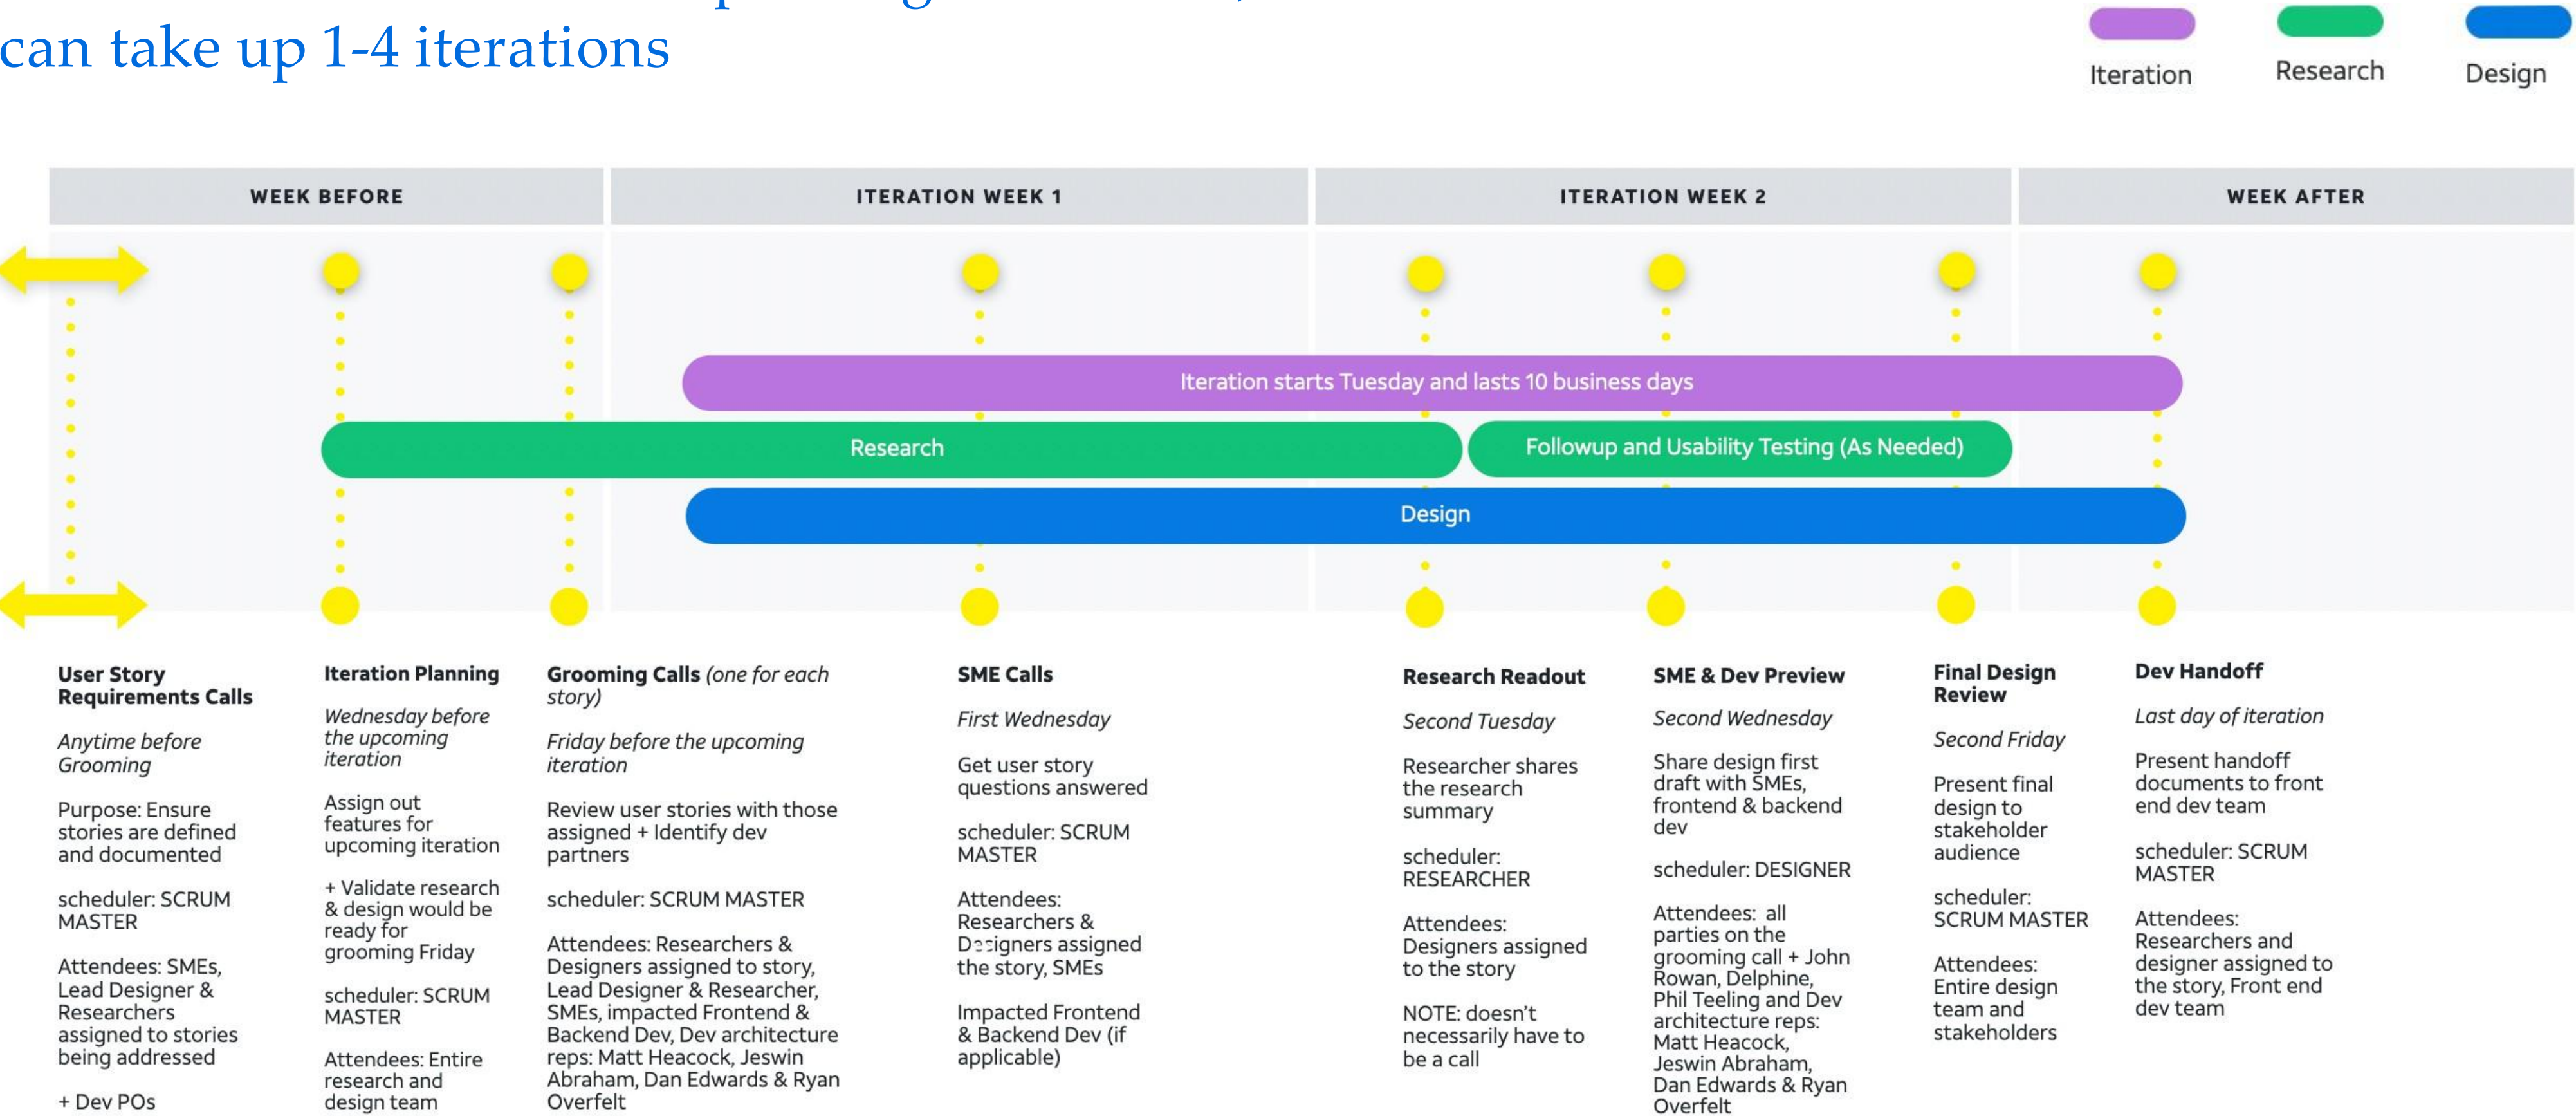 can take up 1-4 iterations
Iteration
Research
Design
WEEK BEFORE
ITERATION WEEK 1
ITERATION WEEK 2
WEEK AFTER
Iteration starts Tuesday and lasts 10 business days
Research
Followup and Usability Testing (As Needed)
Design
User Story
Requirements Calls
Anytime before
Grooming
Purpose: Ensure
stories are defined
and documented
scheduler: SCRUM
MASTER
Attendees: SMEs,
Lead Designer &
Researchers
assigned to stories
being addressed
+ Dev POs
Iteration Planning
Wednesday before
the upcoming
iteration
Assign out
features for
upcoming iteration
+ Validate research
& design would be
ready for
grooming Friday
scheduler: SCRUM
MASTER
Attendees: Entire
research and
design team
Grooming Calls (one for each
story)
Friday before the upcoming
iteration
Review user stories with those
assigned + Identify dev
partners
scheduler: SCRUM MASTER
Attendees: Researchers &
Designers assigned to story,
Lead Designer & Researcher,
SMEs, impacted Frontend &
Backend Dev, Dev architecture
reps: Matt Heacock, Jeswin
Abraham, Dan Edwards & Ryan
Overfelt
SME Calls
First Wednesday
Get user story
questions answered
scheduler: SCRUM
MASTER
Attendees:
Researchers &
Designers assigned
the story, SMEs
Impacted Frontend
& Backend Dev (if
applicable)
Research Readout
Second Tuesday
Researcher shares
the research
summary
scheduler:
RESEARCHER
Attendees:
Designers assigned
to the story
NOTE: doesn't
necessarily have to
be a call
SME & Dev Preview
Second Wednesday
Share design first
draft with SMEs,
frontend & backend
dev
scheduler: DESIGNER
Attendees: all
parties on the
grooming call + John
Rowan, Delphine,
Phil Teeling and Dev
architecture reps:
Matt Heacock,
Jeswin Abraham,
Dan Edwards & Ryan
Overfelt
Final Design
Review
Second Friday
Present final
design to
stakeholder
audience
scheduler:
SCRUM MASTER
Attendees:
Entire design
team and
stakeholders
Dev Handoff
Last day of iteration
Present handoff
documents to front
end dev team
scheduler: SCRUM
MASTER
Attendees:
Researchers and
designer assigned to
the story, Front end
dev team